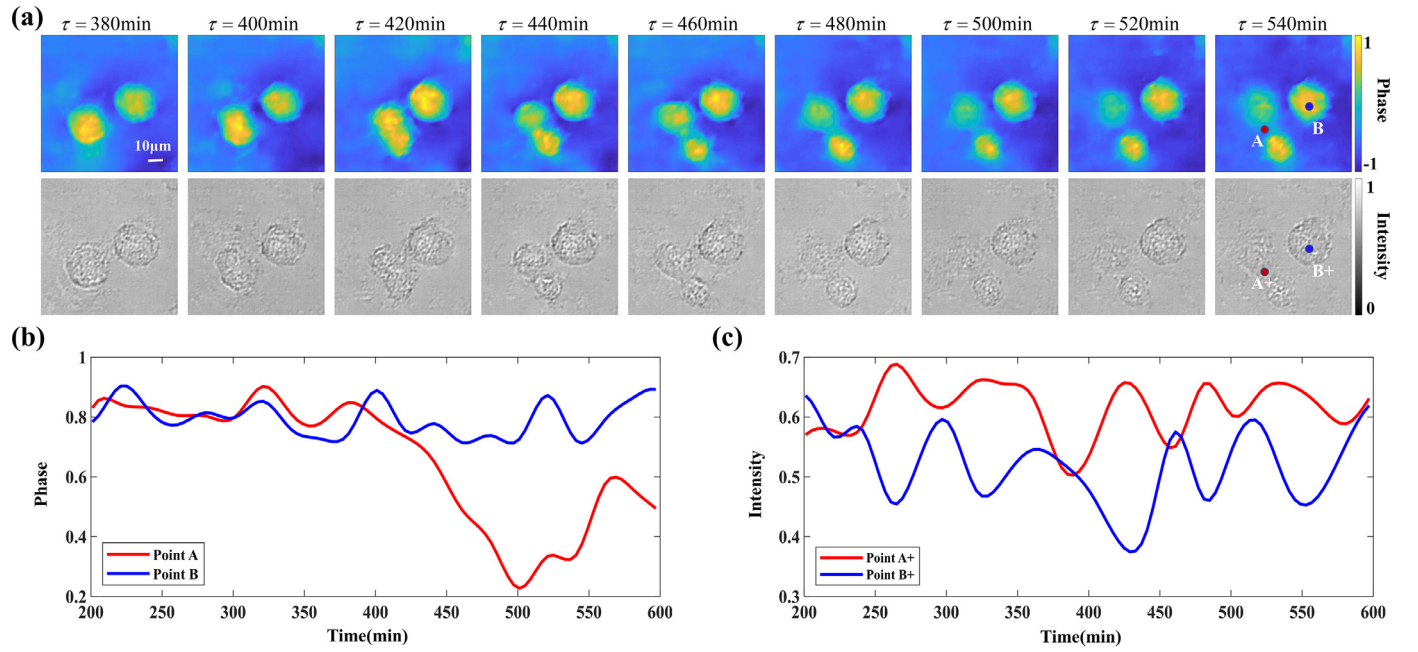 (a)
τ = 380min τ = 400min τ = 420min τ = 440min τ = 460min τ = 480min τ = 500min τ = 520min τ = 540min
10μm
A
B
1
Phase
-1
A+
B+
1
Intensity
0
(b)
1
0.8
0.6
0.4
0.2
Phase
Point A
Point B
200 250 300 350 400 450 500 550 600
Time(min)
(c)
0.7
0.6
0.5
0.4
0.3
Intensity
Point A+
Point B+
200 250 300 350 400 450 500 550 600
Time(min)